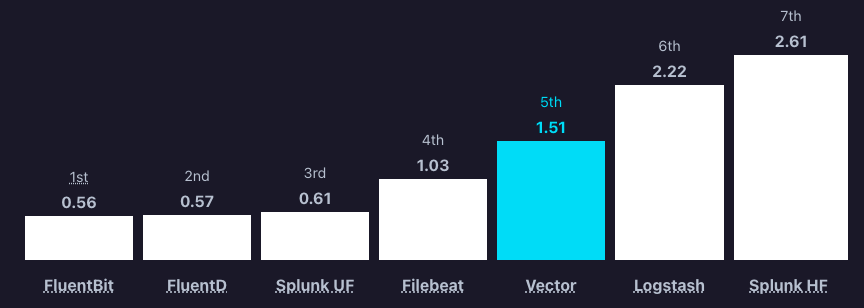 1st
0.56
FluentBit
2nd
0.57
FluentD
3rd
0.61
Splunk UF
4th
1.03
Filebeat
5th
1.51
Vector
6th
2.22
Logstash
7th
2.61
Splunk HF